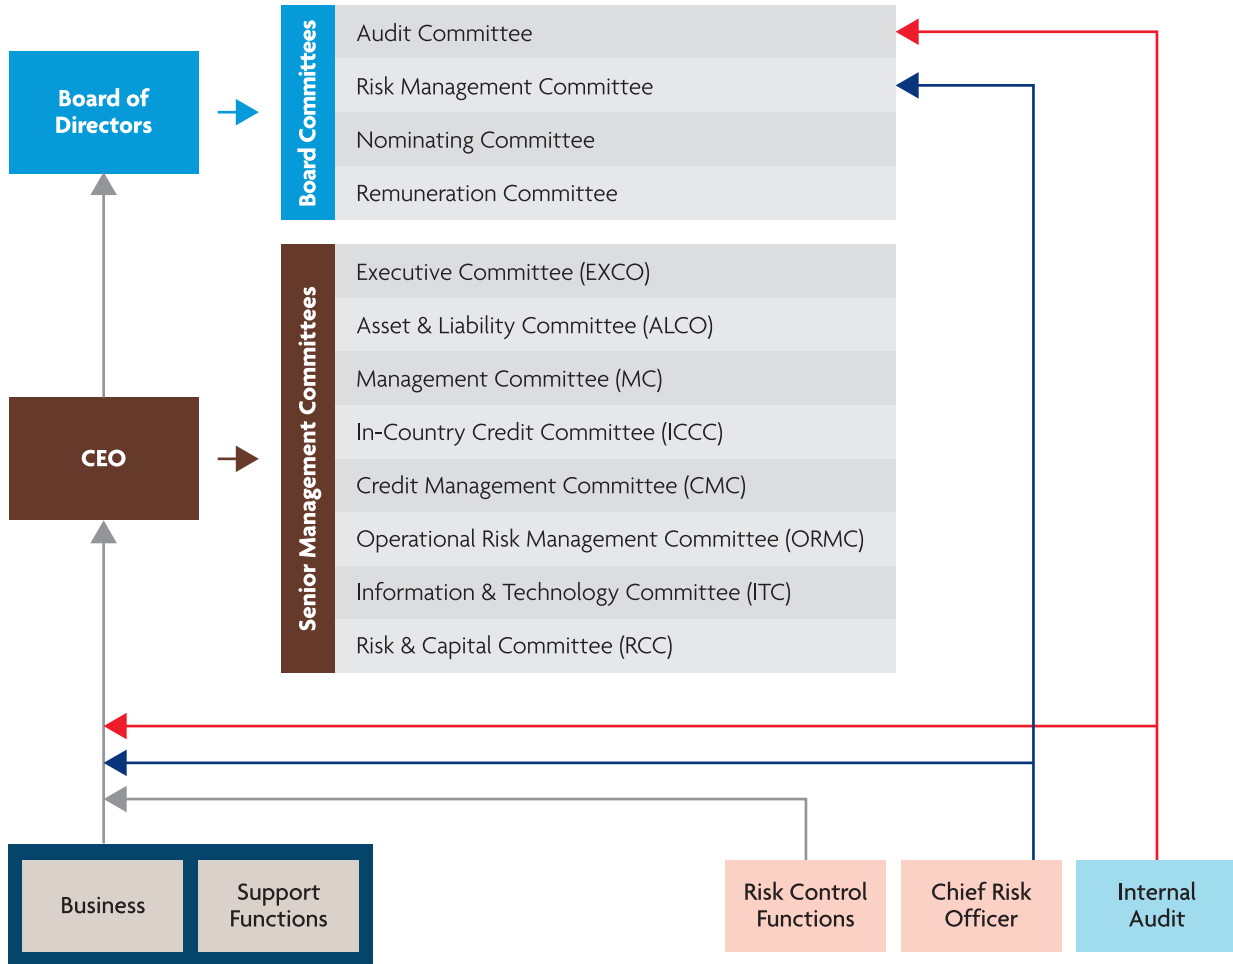 Board of
Directors
Board Committees
Audit Committee
Risk Management Committee
Nominating Committee
Remuneration Committee
CEO
Senior Management Committees
Executive Committee (EXCO)
Asset & Liability Committee (ALCO)
Management Committee (MC)
In-Country Credit Committee (ICCC)
Credit Management Committee (CMC)
Operational Risk Management Committee (ORMC)
Information & Technology Committee (ITC)
Risk & Capital Committee (RCC)
Business
Support
Functions
Risk Control
Functions
Chief Risk
Officer
Internal
Audit